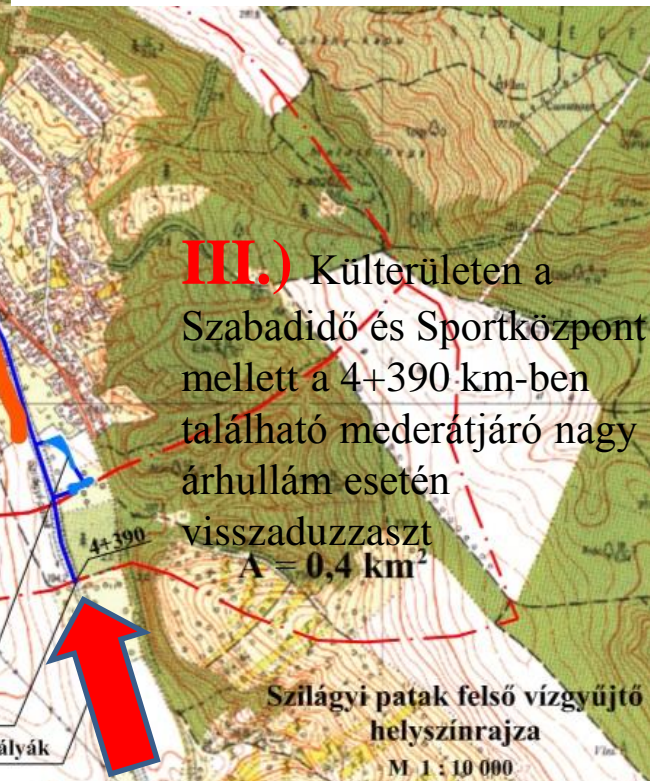 III.) Külterületen a
Szabadidő és Sportközpont
mellett a 4+390 km-ben
található mederátjáró nagy
árhullám esetén
visszaduzzaszt
4+390
A = 0,4 km²
Szilágyi patak felső vízgyűjtő
helyszínrajza
M 1 : 10 000
ályák